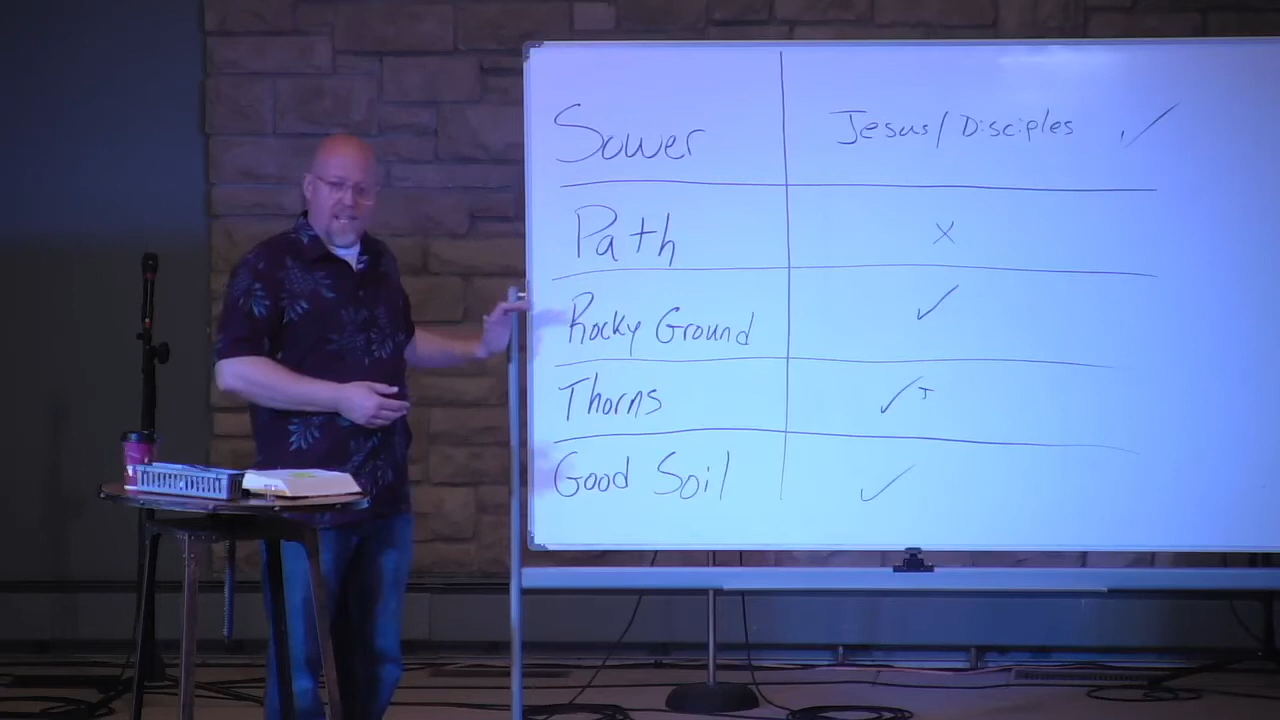 Sower Jesus/Disciples ✓
Path x
Rocky Ground ✓
Thorns ✓+
Good Soil ✓